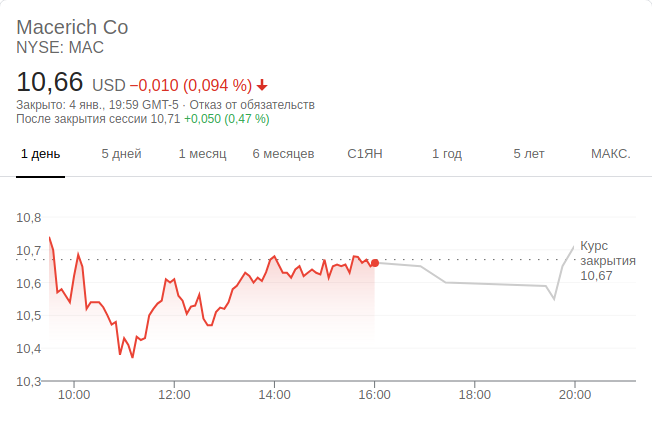 Macerich Co
NYSE: MAC
10,66 USD −0,010 (0,094 %)
Закрыто: 4 янв., 19:59 GMT-5 · Отказ от обязательств
После закрытия сессии 10,71 +0,050 (0,47 %)
1 день 5 дней 1 месяц 6 месяцев С1ЯН 1 год 5 лет МАКС.
10,8
10,7
10,6
10,5
10,4
10,3
Курс
закрытия
10,67
10:00 12:00 14:00 16:00 18:00 20:00